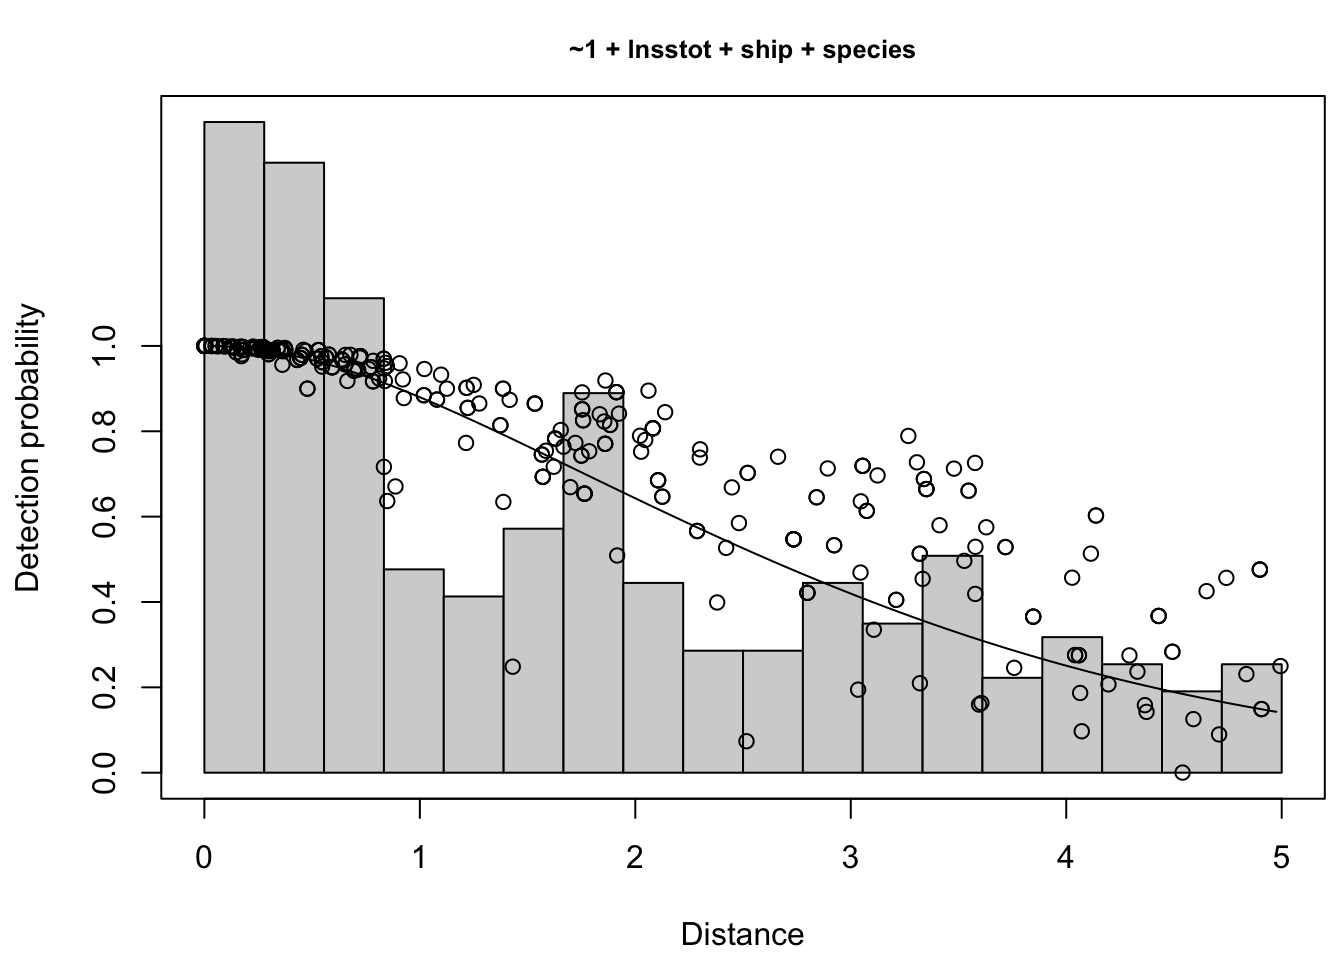 ~1 + lnsstot + ship + species
Detection probability
1.0
0.8
0.6
0.4
0.2
0.0
0 1 2 3 4 5
Distance